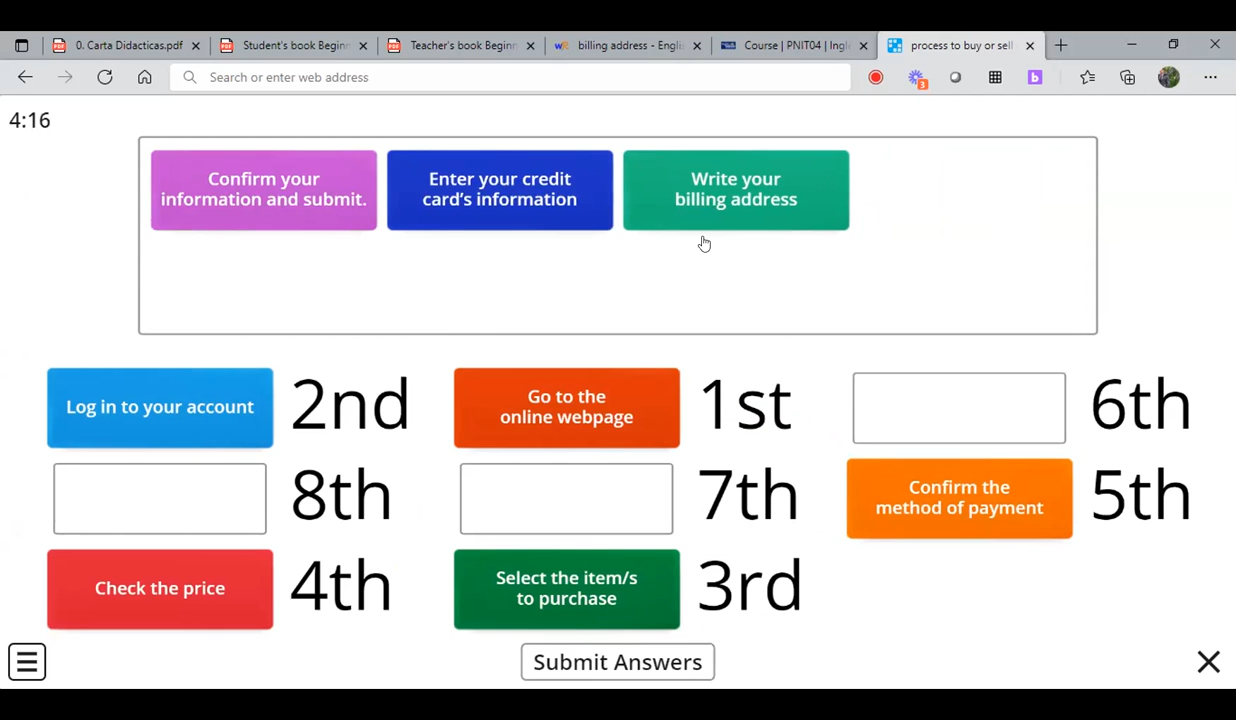 0. Carta Didacticas.pdf
Student's book Beginn
Teacher's book Beginn
billing address - Engli
Course | PNIT04 | Ingl
process to buy or sell
Search or enter web address
3
b
4:16
Confirm your
information and submit.
Enter your credit
card's information
Write your
billing address
Log in to your account
2nd
Go to the
online webpage
1st
6th
8th
7th
Confirm the
method of payment
5th
Check the price
4th
Select the item/s
to purchase
3rd
Submit Answers